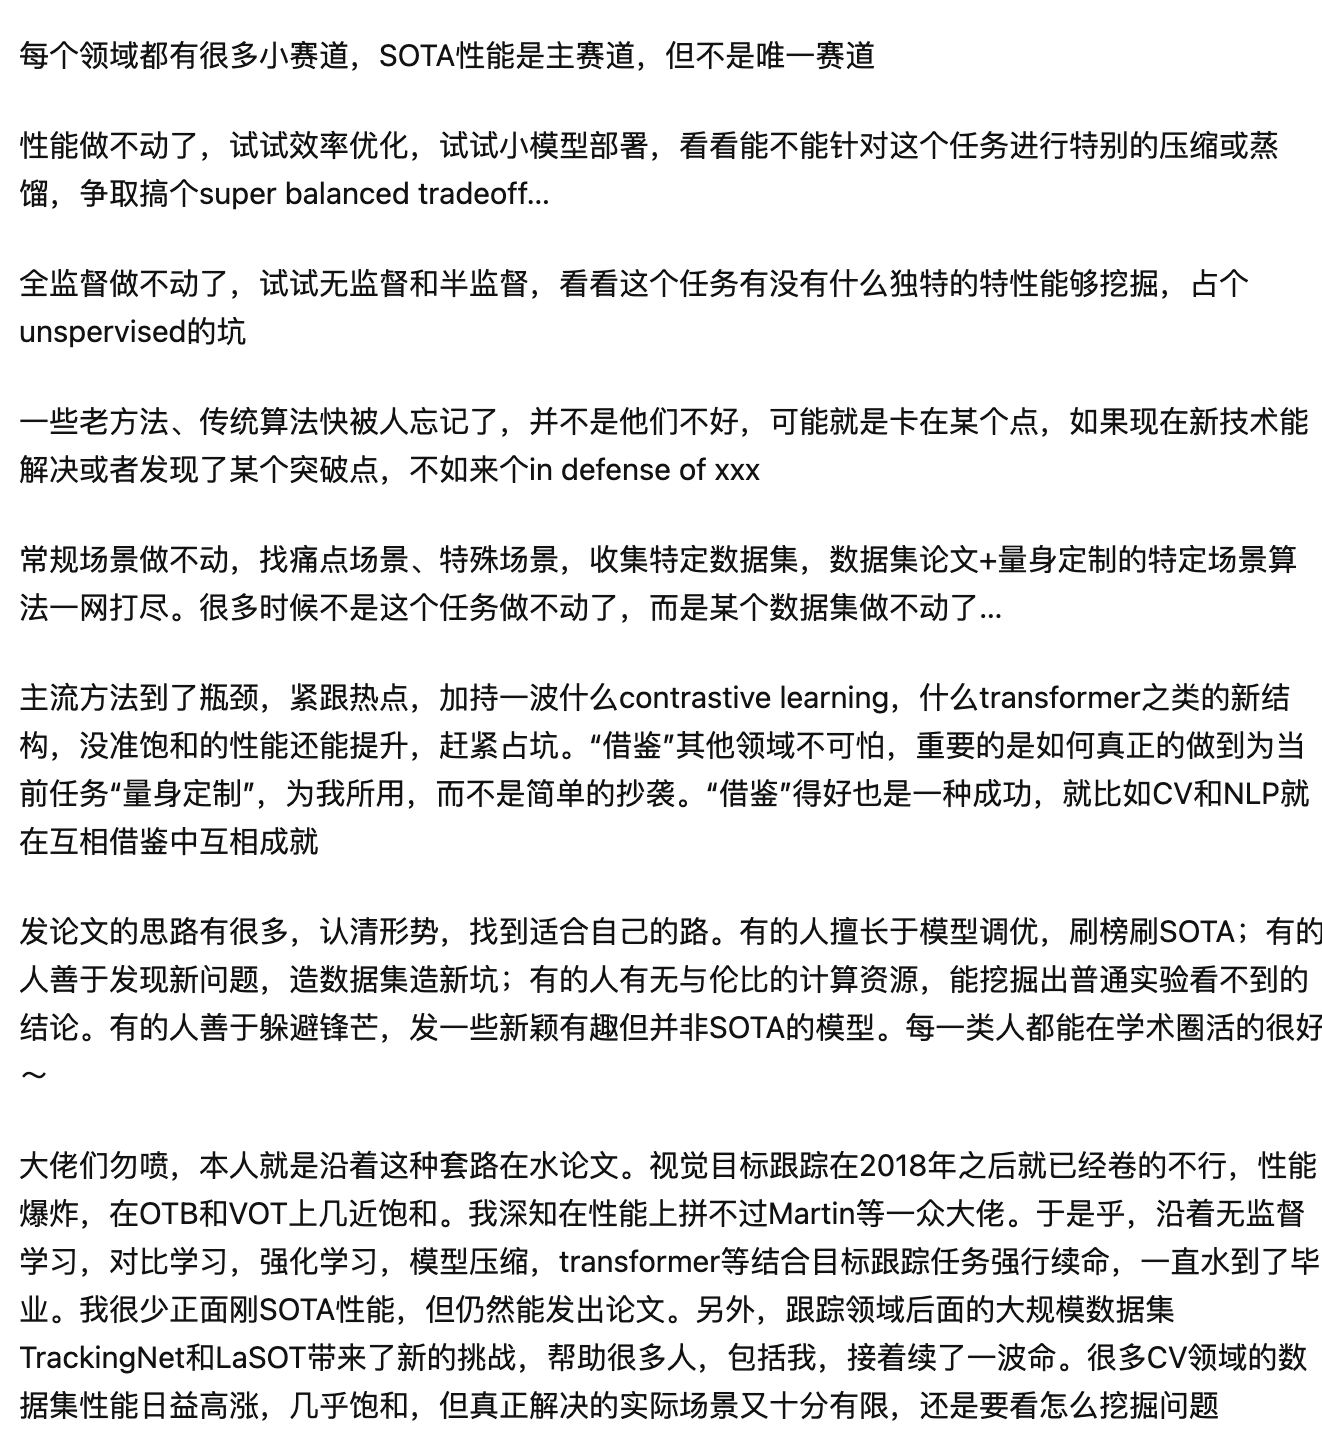 每个领域都有很多小赛道，SOTA性能是主赛道，但不是唯一赛道
性能做不动了，试试效率优化，试试小模型部署，看看能不能针对这个任务进行特别的压缩或蒸
馏，争取搞个super balanced tradeoff...
全监督做不动了，试试无监督和半监督，看看这个任务有没有什么独特的特性能够挖掘，占个
unspervised的坑
一些老方法、传统算法快被人忘记了，并不是他们不好，可能就是卡在某个点，如果现在新技术能
解决或者发现了某个突破点，不如来个in defense of xxx
常规场景做不动，找痛点场景、特殊场景，收集特定数据集，数据集论文+量身定制的特定场景算
法一网打尽。很多时候不是这个任务做不动了，而是某个数据集做不动了...
主流方法到了瓶颈，紧跟热点，加持一波什么contrastive learning，什么transformer之类的新结
构，没准饱和的性能还能提升，赶紧占坑。“借鉴”其他领域不可怕，重要的是如何真正的做到为当
前任务“量身定制”，为我所用，而不是简单的抄袭。“借鉴”得好也是一种成功，就比如CV和NLP就
在互相借鉴中互相成就
发论文的思路有很多，认清形势，找到适合自己的路。有的人擅长于模型调优，刷榜刷SOTA；有的
人善于发现新问题，造数据集造新坑；有的人有无与伦比的计算资源，能挖掘出普通实验看不到的
结论。有的人善于躲避锋芒，发一些新颖有趣但并非SOTA的模型。每一类人都能在学术圈活的很好
～
大佬们勿喷，本人就是沿着这种套路在水论文。视觉目标跟踪在2018年之后就已经卷的不行，性能
爆炸，在OTB和VOT上几近饱和。我深知在性能上拼不过Martin等一众大佬。于是乎，沿着无监督
学习，对比学习，强化学习，模型压缩，transformer等结合目标跟踪任务强行续命，一直水到了毕
业。我很少正面刚SOTA性能，但仍然能发出论文。另外，跟踪领域后面的大规模数据集
TrackingNet和LaSOT带来了新的挑战，帮助很多人，包括我，接着续了一波命。很多CV领域的数
据集性能日益高涨，几乎饱和，但真正解决的实际场景又十分有限，还是要看怎么挖掘问题